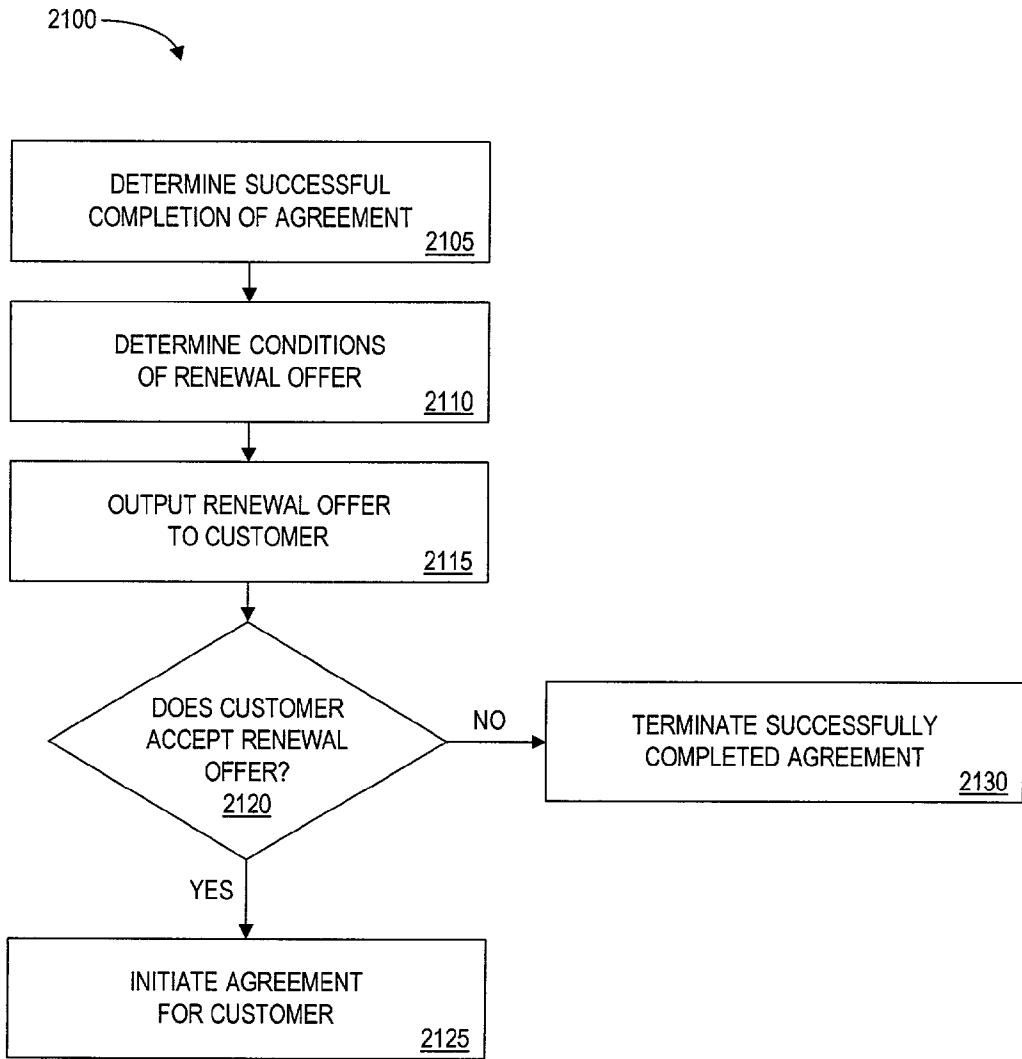 2100
DETERMINE SUCCESSFUL
COMPLETION OF AGREEMENT
2105
DETERMINE CONDITIONS
OF RENEWAL OFFER
2110
OUTPUT RENEWAL OFFER
TO CUSTOMER
2115
DOES CUSTOMER
ACCEPT RENEWAL
OFFER?
2120
NO
TERMINATE SUCCESSFULLY
COMPLETED AGREEMENT
2130
YES
INITIATE AGREEMENT
FOR CUSTOMER
2125